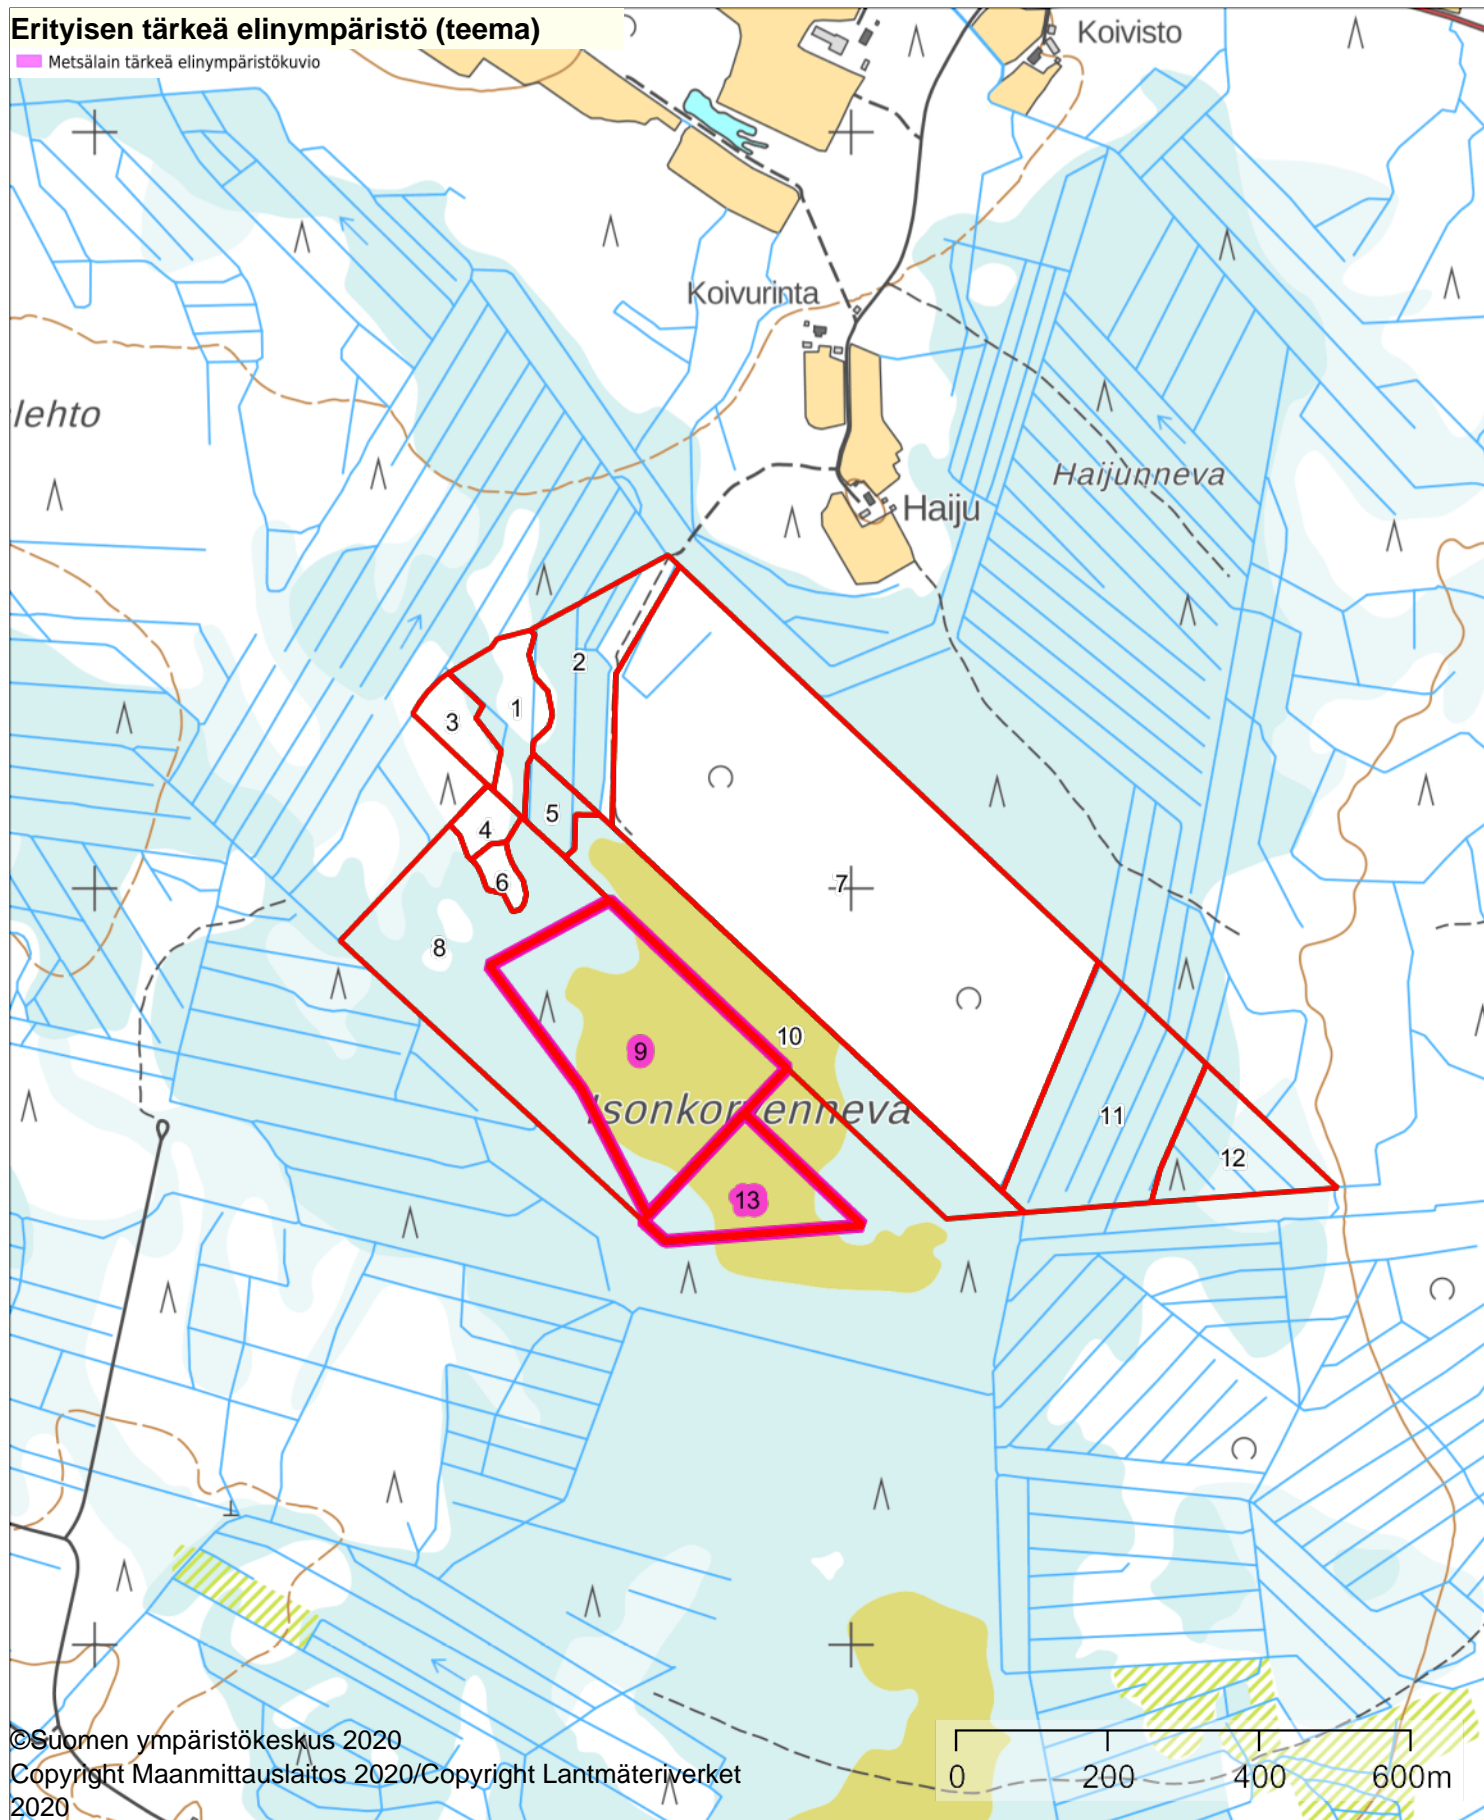 Erityisen tärkeä elinympäristö (teema)
Metsälain tärkeä elinympäristökuvio
Koivisto
Koivurinta
lehto
Haijunneva
Haiju
2
1
3
5
4
6
7
8
10
9
11
12
13
©Suomen ympäristökeskus 2020
Copyright Maanmittauslaitos 2020/Copyright Lantmäteriverket
2020
0 200 400 600m